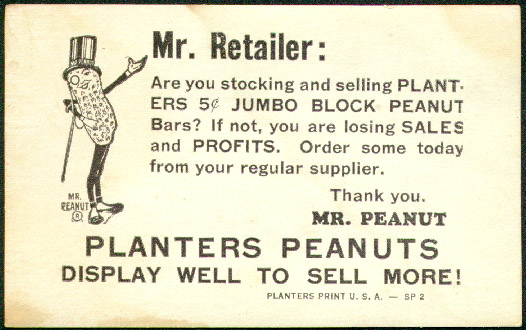 Mr. Retailer:
Are you stocking and selling PLANT-
ERS 5¢ JUMBO BLOCK PEANUT
Bars? If not, you are losing SALES
and PROFITS. Order some today
from your regular supplier.
Thank you.
MR. PEANUT
MR.
PEANUT
®
PLANTERS PEANUTS
DISPLAY WELL TO SELL MORE!
PLANTERS PRINT U. S. A. — SP 2